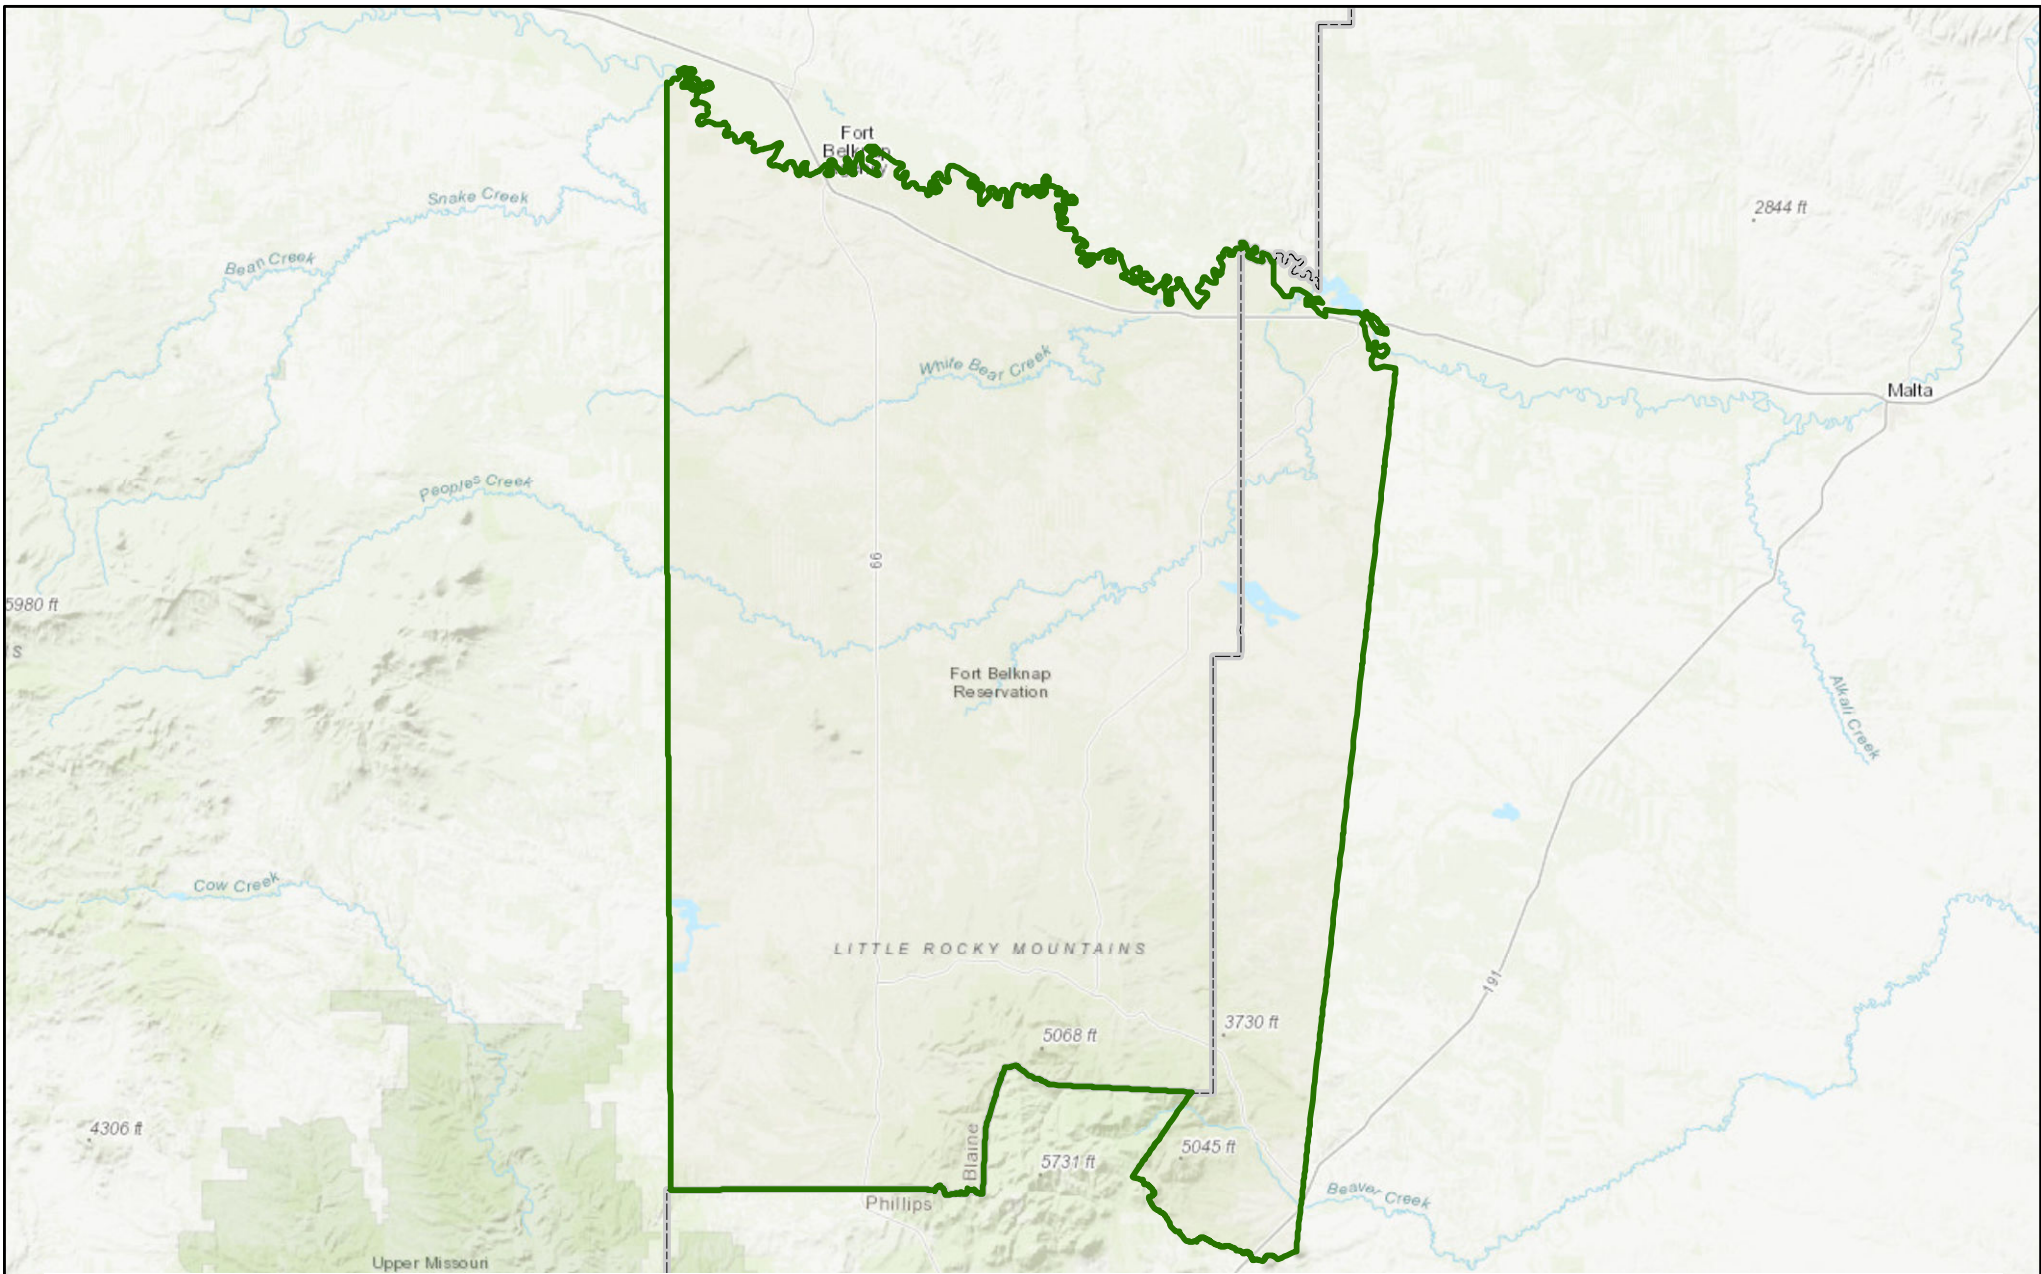 Fort
Belknap
Agency
Snake Creek
2844 ft
Bean Creek
White Bear Creek
Malta
Peoples Creek
66
5980 ft
S
Fort Belknap
Reservation
Alkali Creek
Cow Creek
LITTLE ROCKY MOUNTAINS
191
3730 ft
5068 ft
4306 ft
Blaine
5045 ft
5731 ft
Beaver Creek
Phillips
Upper Missouri